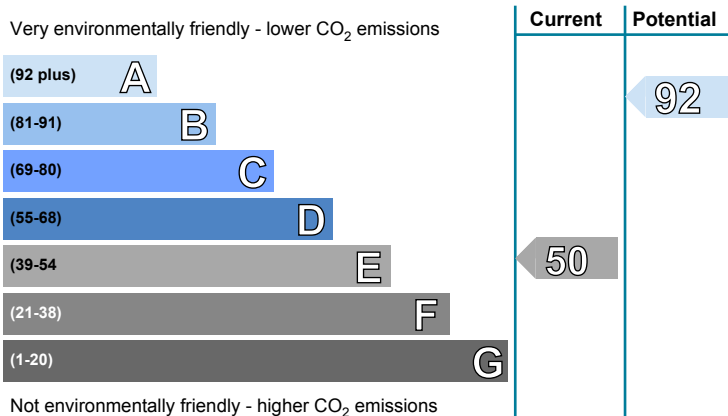 Current Potential
Very environmentally friendly - lower CO2 emissions
(92 plus) A
92
(81-91) B
(69-80) C
(55-68) D
(39-54 E
50
(21-38) F
(1-20) G
Not environmentally friendly - higher CO2 emissions